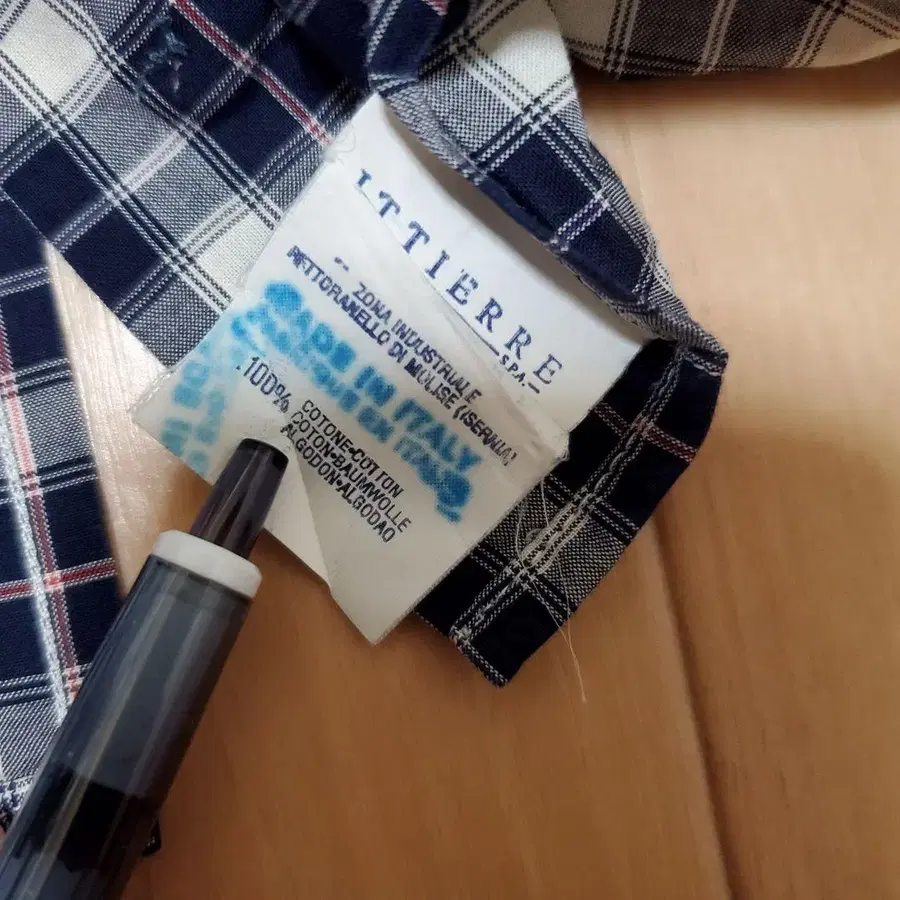 ITTIERRE
S.P.A.
ZONA INDUSTRIALE
PETTORANELLO DI MOLISE (ISERNIA)
MADE IN ITALY
100%
COTONE-COTTON
COTON-BAUMWOLLE
ALGODON-ALGODAO